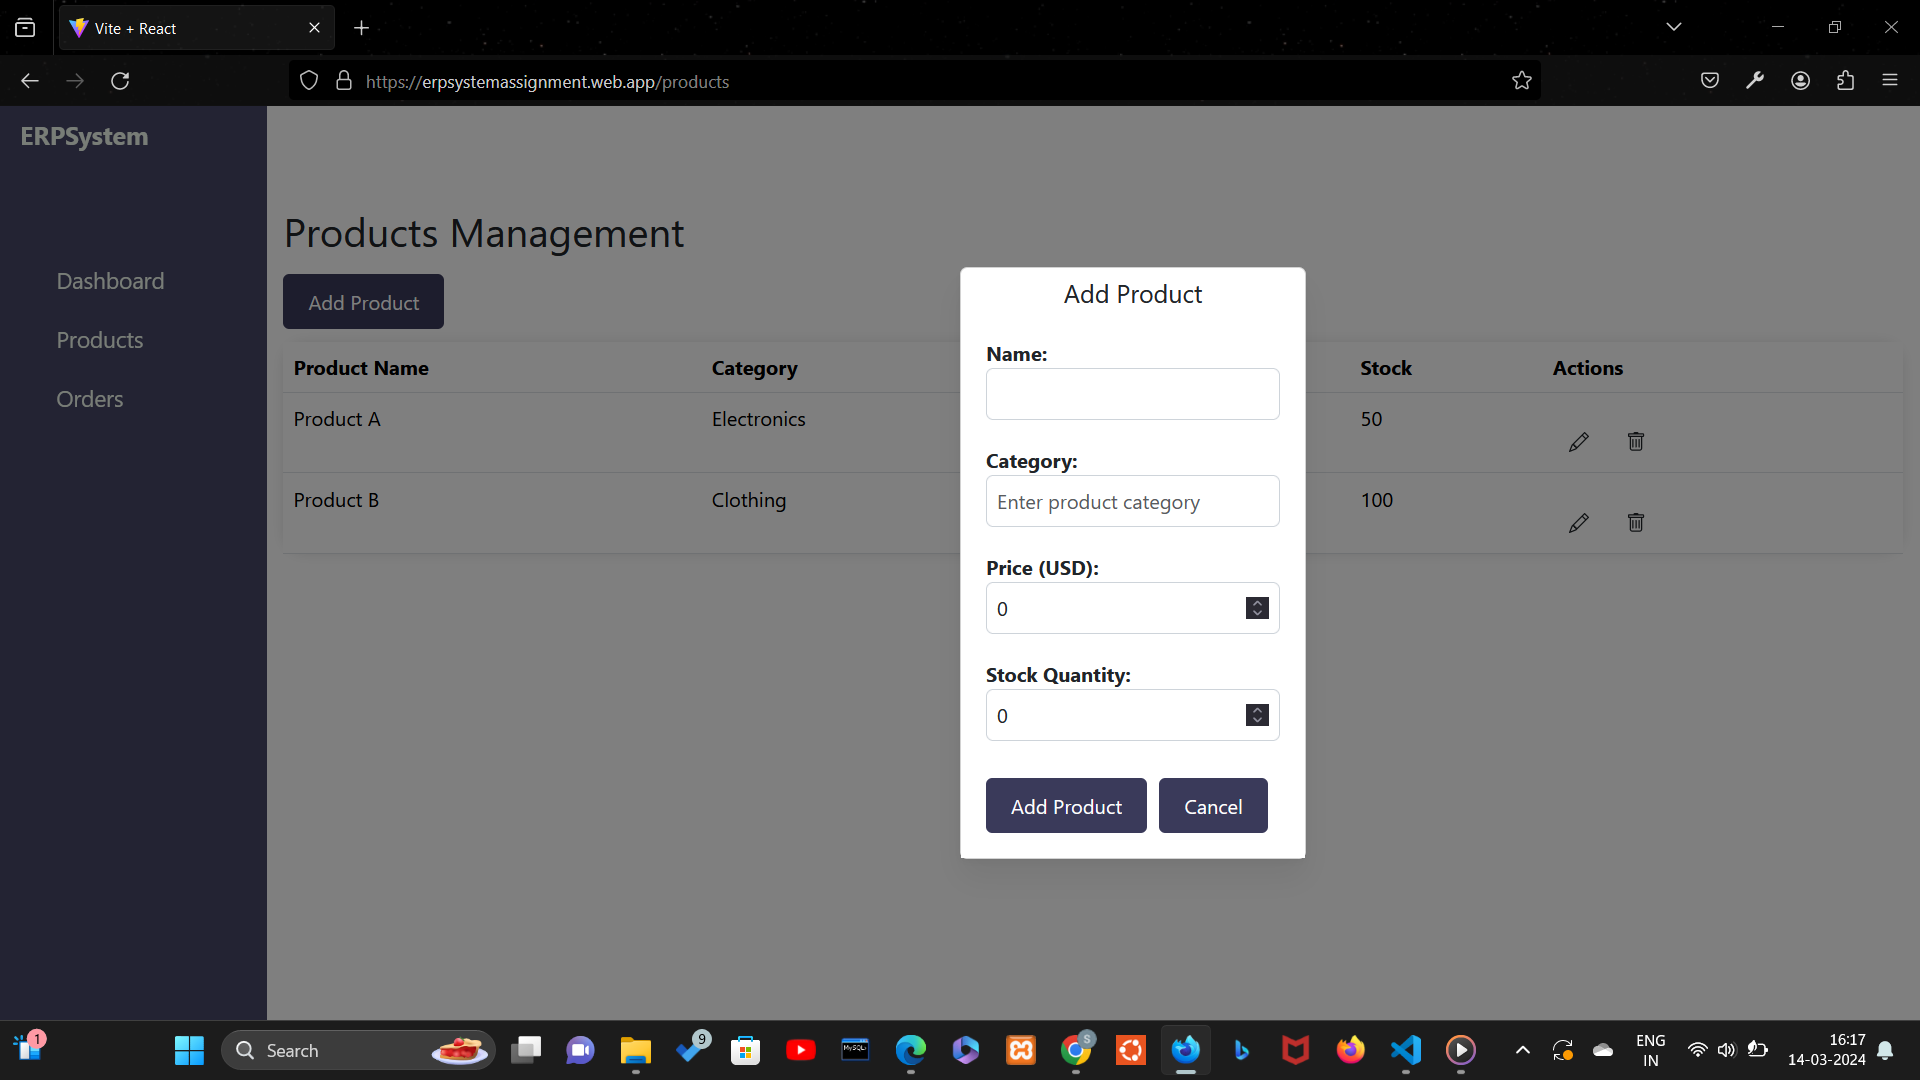 Vite + React
https://erpsystemassignment.web.app/products
ERPSystem
Dashboard
Products
Orders
Products Management
Add Product
Product Name Category Stock Actions
Product A Electronics 50
Product B Clothing 100
Add Product
Name:
Category:
Enter product category
Price (USD):
0
Stock Quantity:
0
Add Product Cancel
1
Search
9
MySQL
S
b
ENG
IN
16:17
14-03-2024